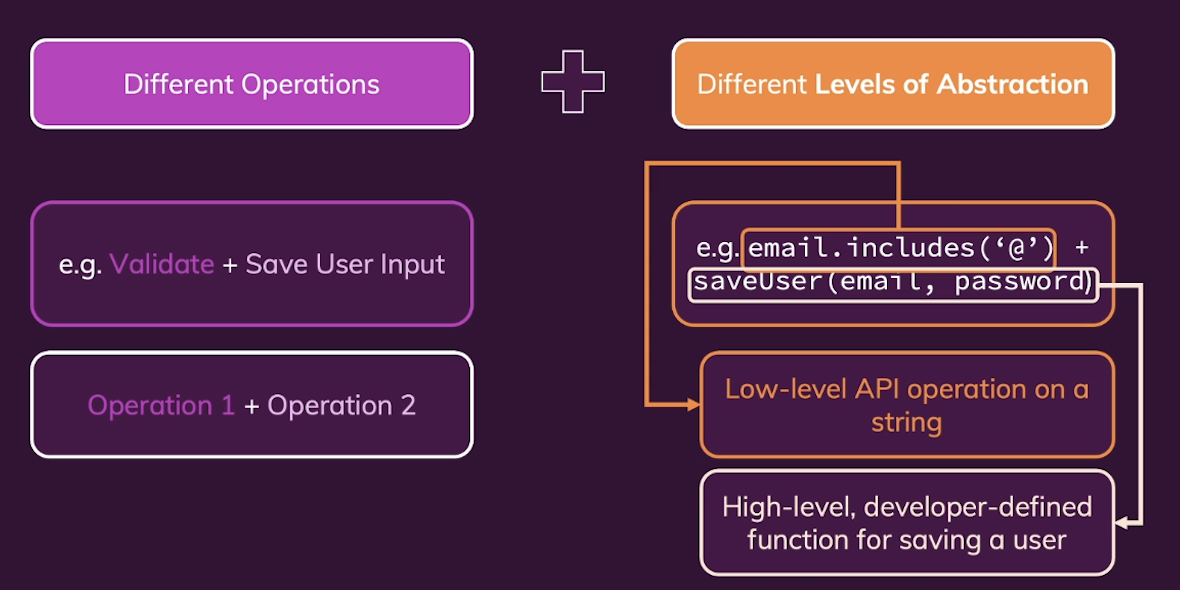 Different Operations
Different Levels of Abstraction
e.g. Validate + Save User Input
Operation 1 + Operation 2
e.g. email.includes(‘@’) +
saveUser(email, password)
Low-level API operation on a
string
High-level, developer-defined
function for saving a user